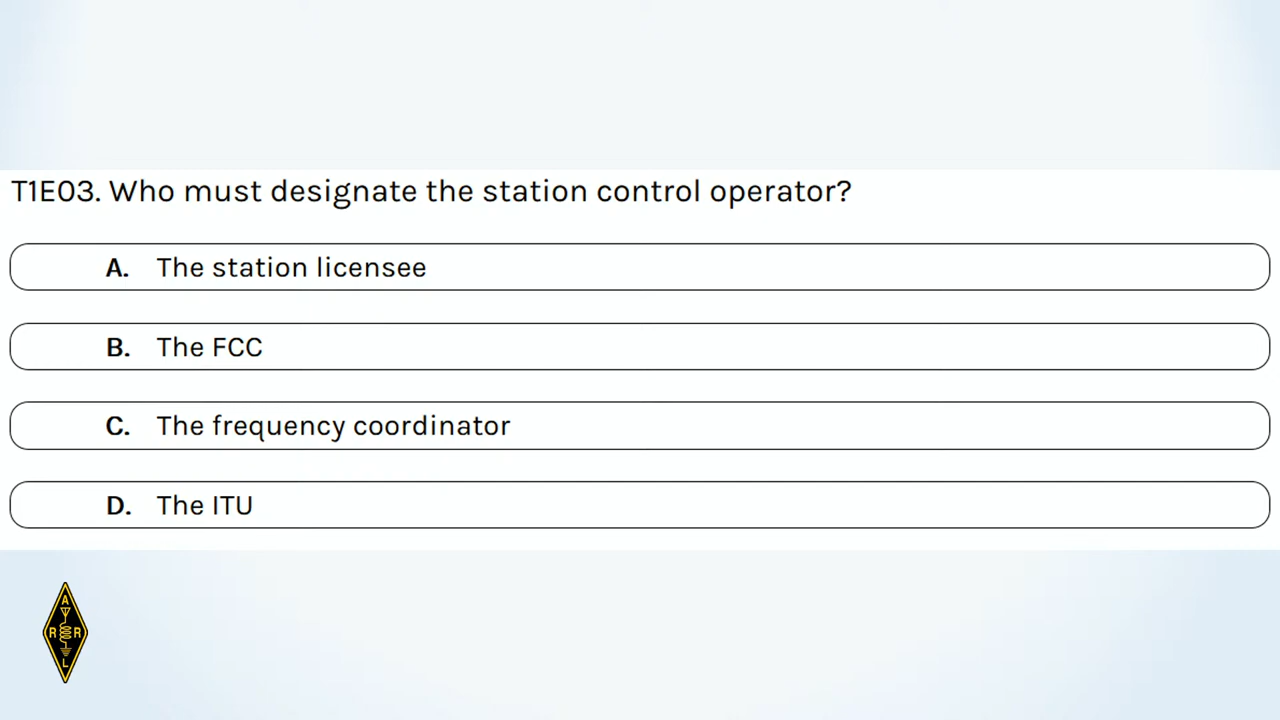 T1E03. Who must designate the station control operator?
A. The station licensee
B. The FCC
C. The frequency coordinator
D. The ITU
A
R R
L